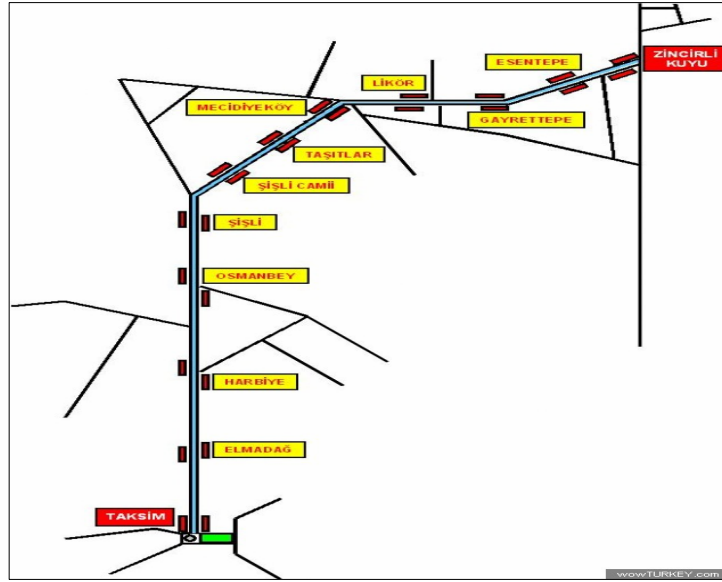 ESENTEPE
ZİNCİRLİ
KUYU
LİKÖR
MECİDİYEKÖY
GAYRETTEPE
TAŞITLAR
ŞİŞLİ CAMİİ
ŞİŞLİ
OSMANBEY
HARBİYE
ELMADAĞ
TAKSİM
wowTURKEY.com